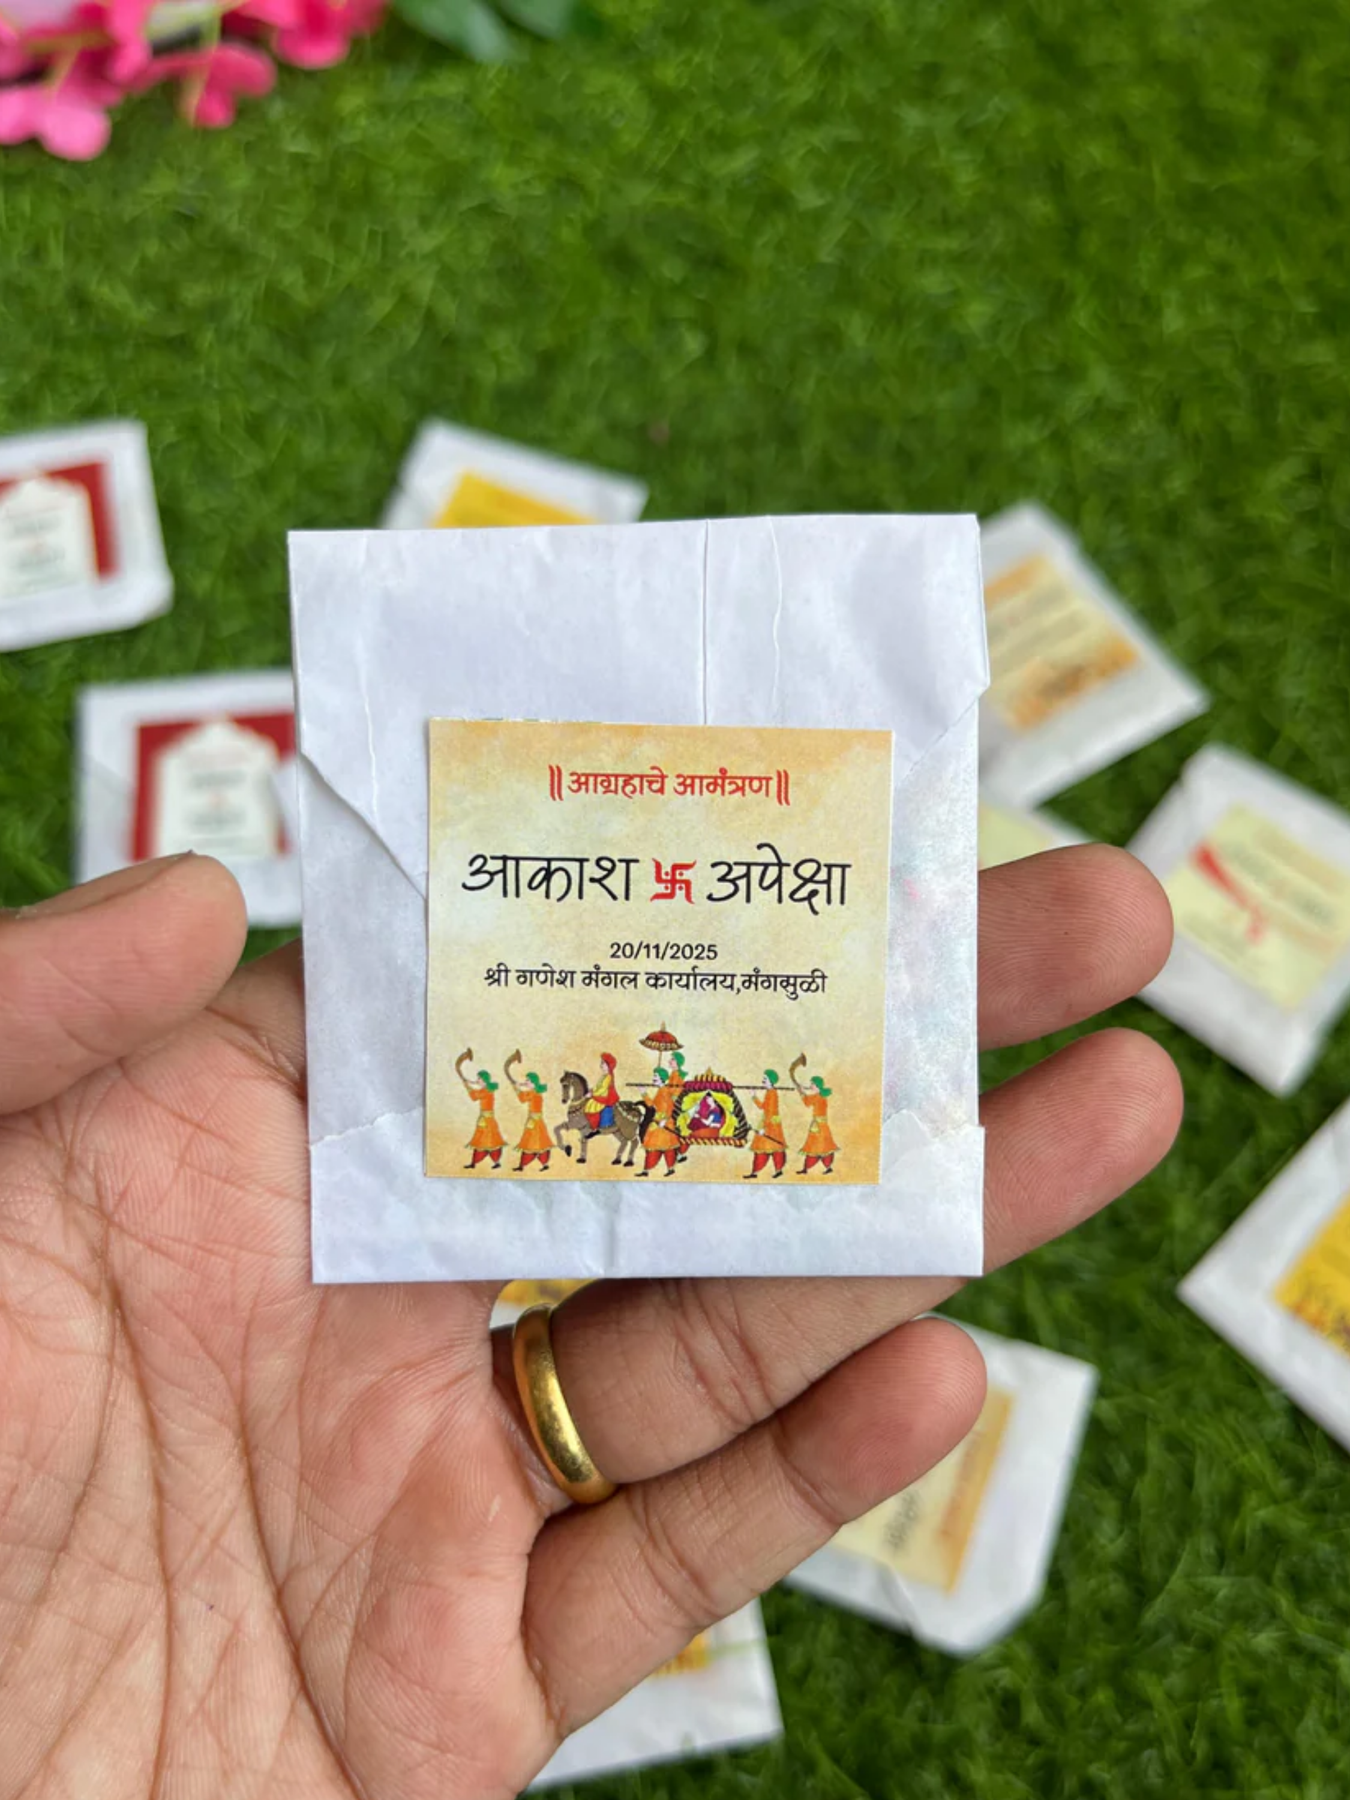 ॥आग्रहाचे आमंत्रण॥
आकाश 卐 अपेक्षा
20/11/2025
श्री गणेश मंगल कार्यालय,मंगसुळी